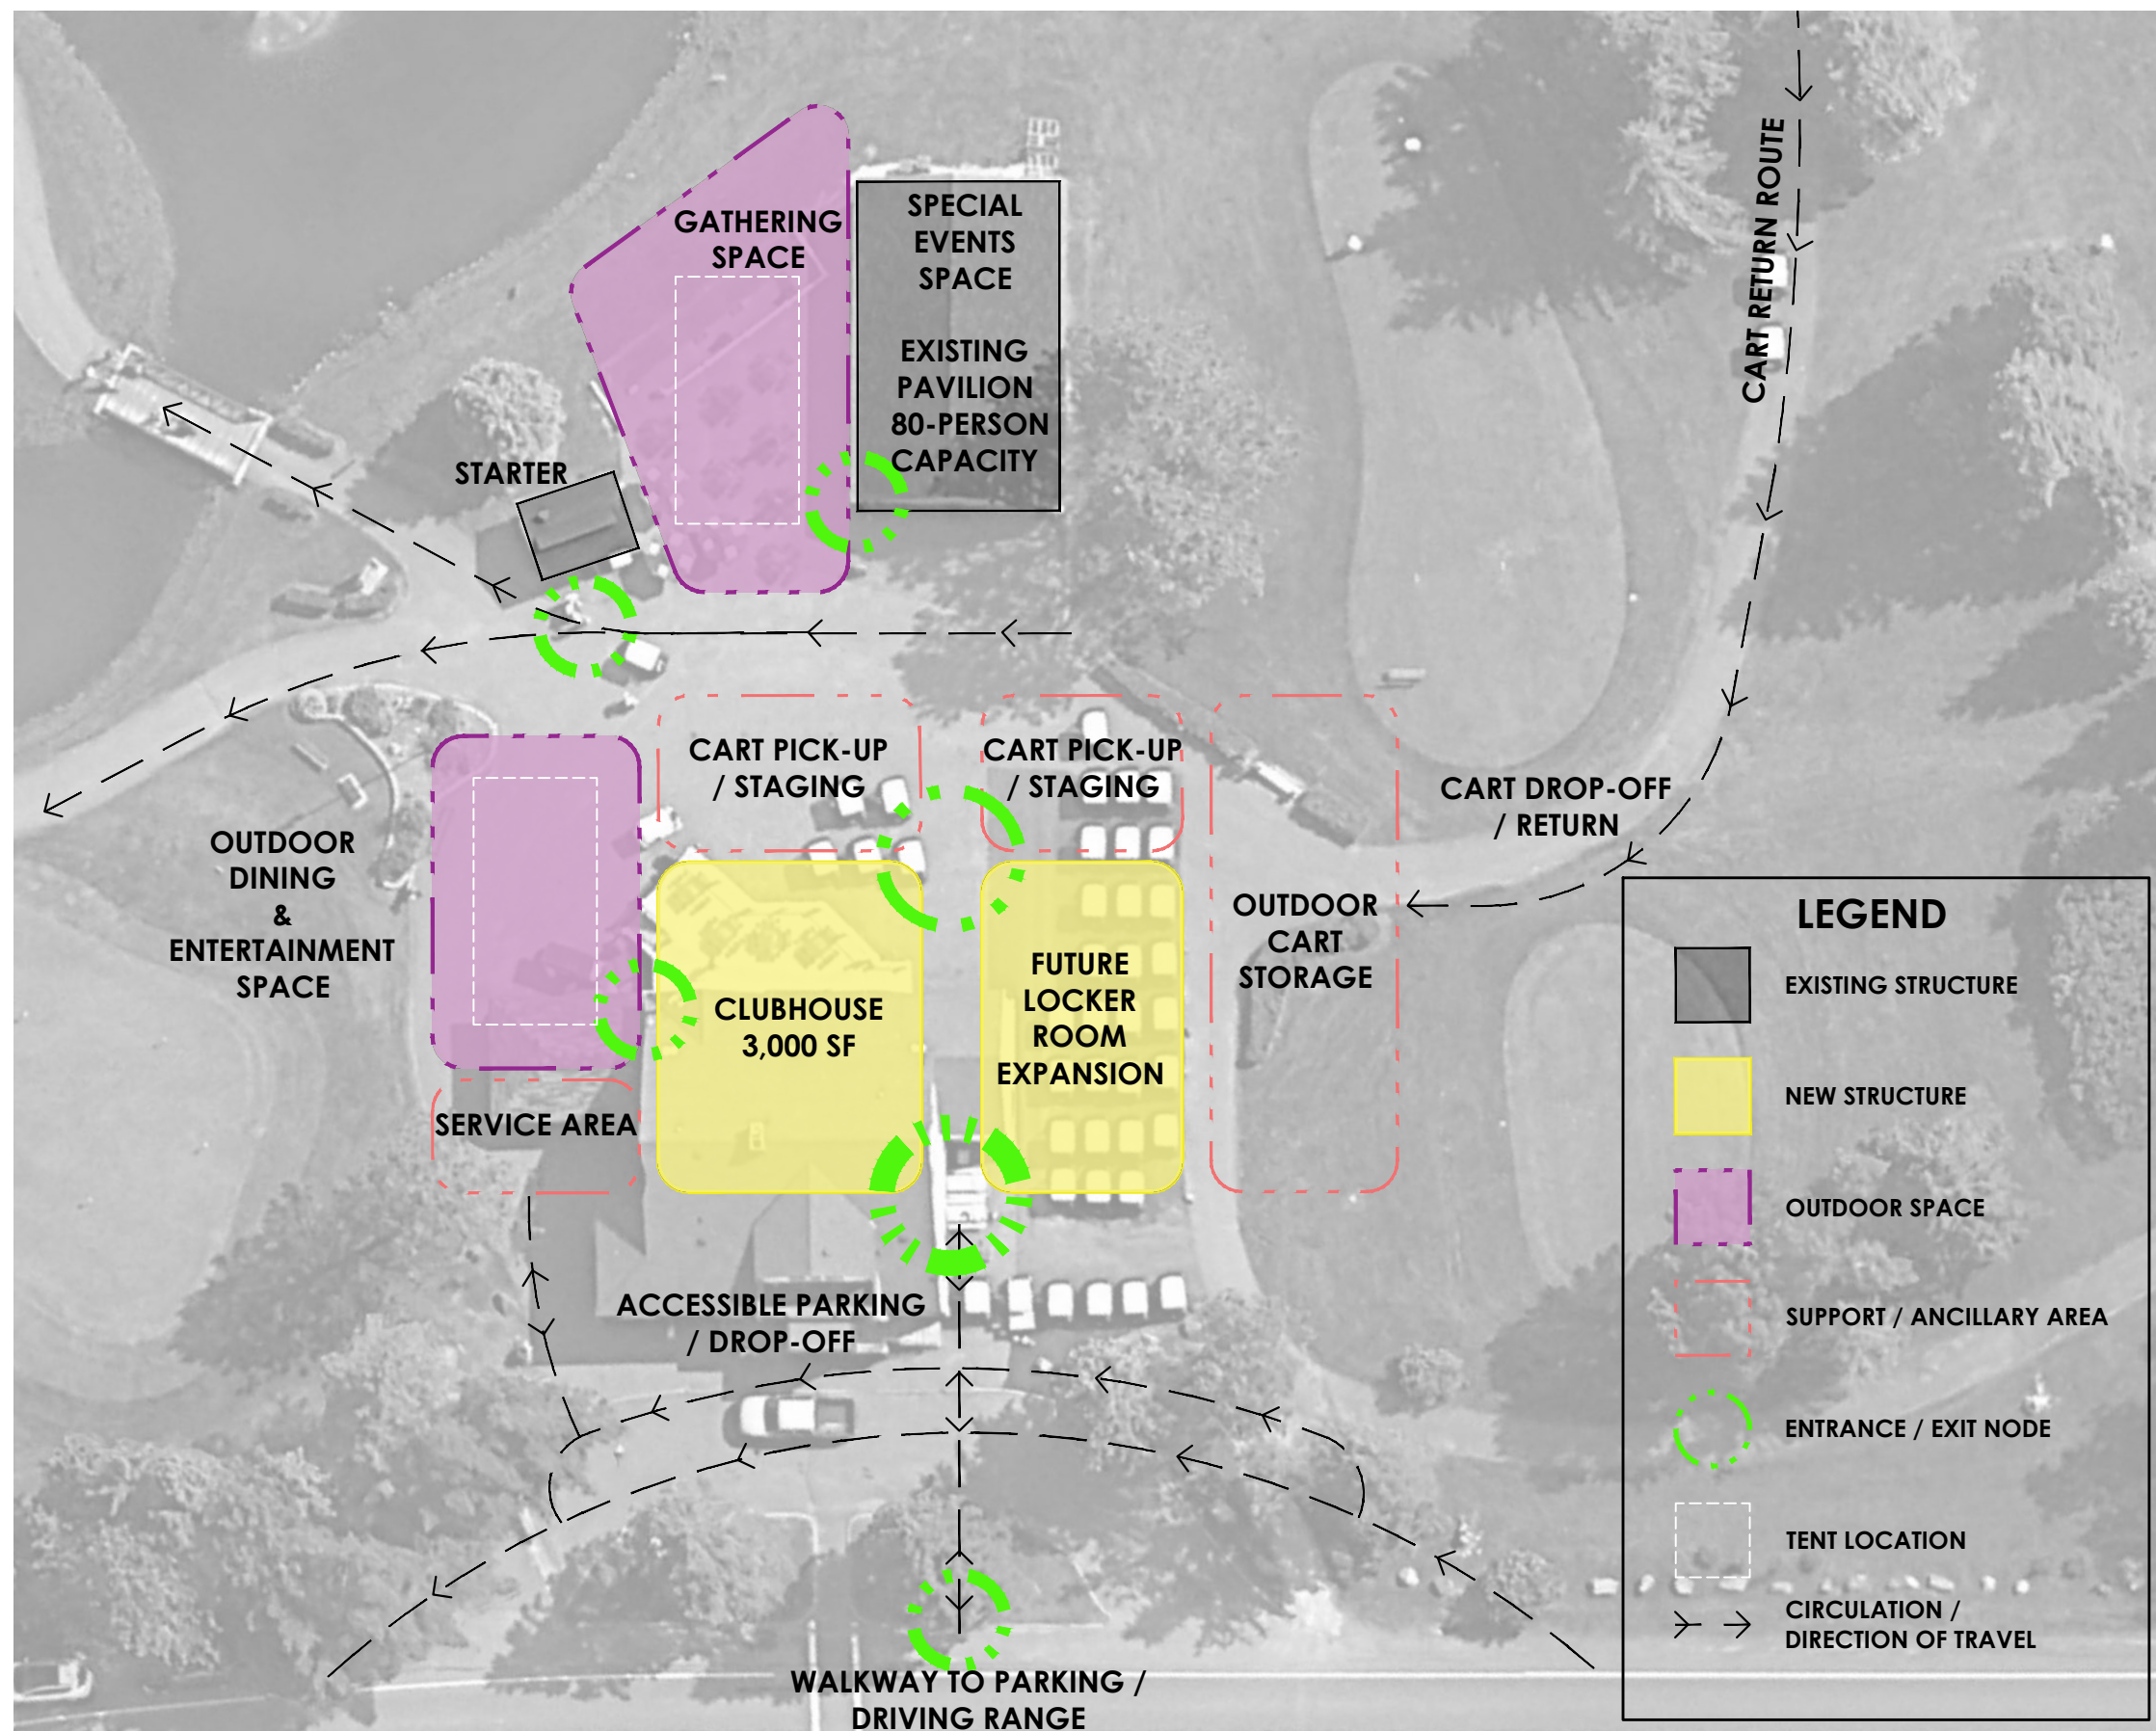 GATHERING
SPACE
SPECIAL
EVENTS
SPACE
EXISTING
PAVILION
80-PERSON
CAPACITY
CART RETURN ROUTE
STARTER
CART PICK-UP
/ STAGING
CART PICK-UP
/ STAGING
CART DROP-OFF
/ RETURN
OUTDOOR
DINING
&
ENTERTAINMENT
SPACE
OUTDOOR
CART
STORAGE
CLUBHOUSE
3,000 SF
FUTURE
LOCKER
ROOM
EXPANSION
SERVICE AREA
ACCESSIBLE PARKING
/ DROP-OFF
WALKWAY TO PARKING /
DRIVING RANGE
LEGEND
EXISTING STRUCTURE
NEW STRUCTURE
OUTDOOR SPACE
SUPPORT / ANCILLARY AREA
ENTRANCE / EXIT NODE
TENT LOCATION
CIRCULATION /
DIRECTION OF TRAVEL